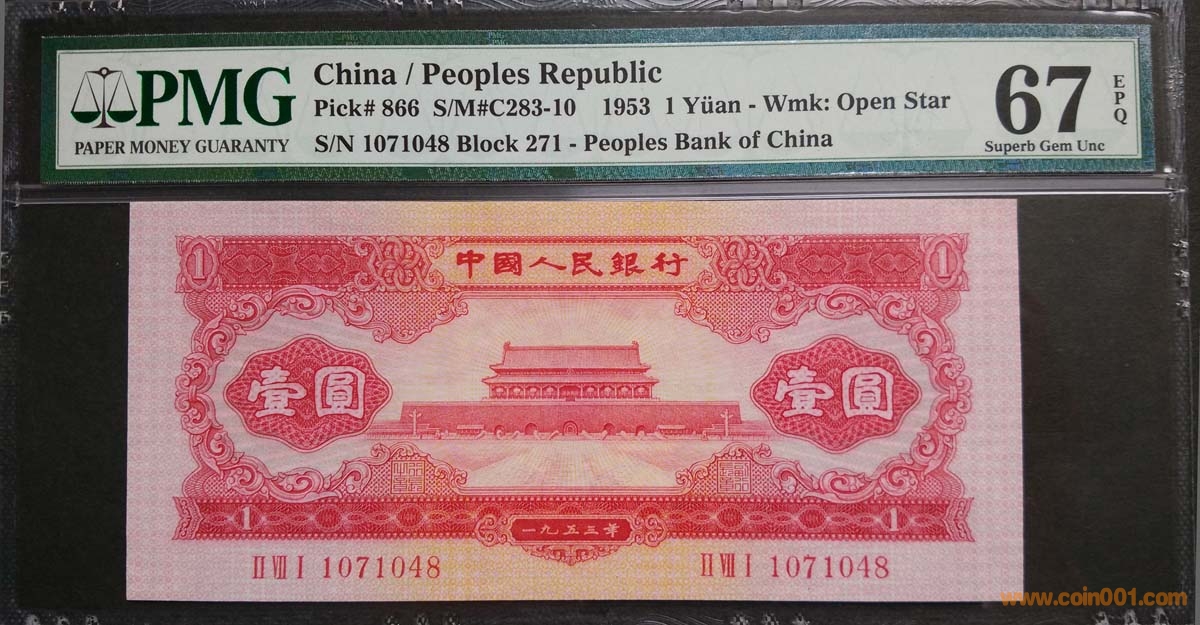 PMG
PAPER MONEY GUARANTY
China / Peoples Republic
Pick# 866 S/M#C283-10 1953 1 Yüan - Wmk: Open Star
S/N 1071048 Block 271 - Peoples Bank of China
67
EPQ
Superb Gem Unc
1
中國人民銀行
1
壹圓
壹圓
1
一九五三年
1
II VII I 1071048
II VII I 1071048
www.coin001.com